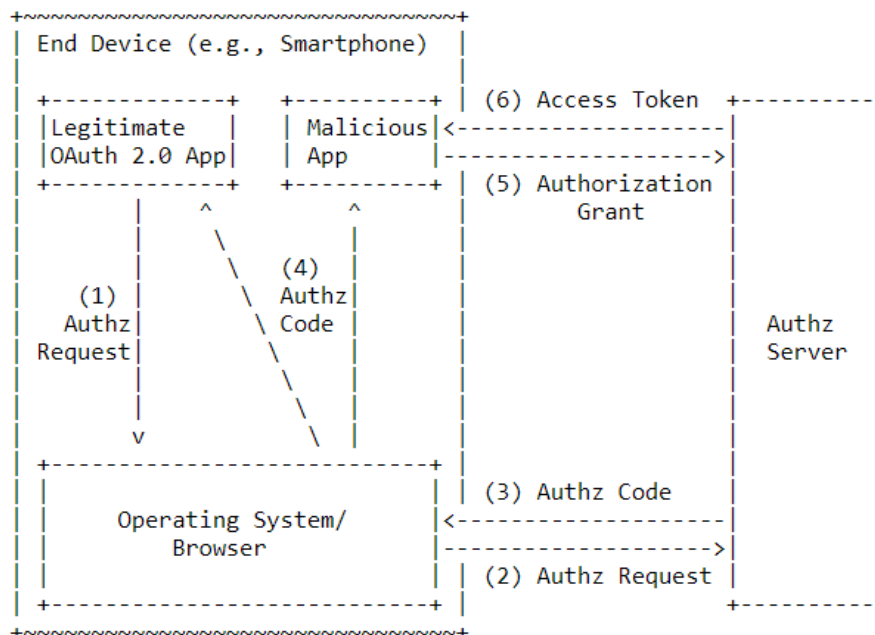 End Device (e.g., Smartphone)
(6) Access Token
Legitimate
OAuth 2.0 App
Malicious
App
(5) Authorization
Grant
(4)
Authz
Code
(1)
Authz
Request
Authz
Server
(3) Authz Code
Operating System/
Browser
(2) Authz Request